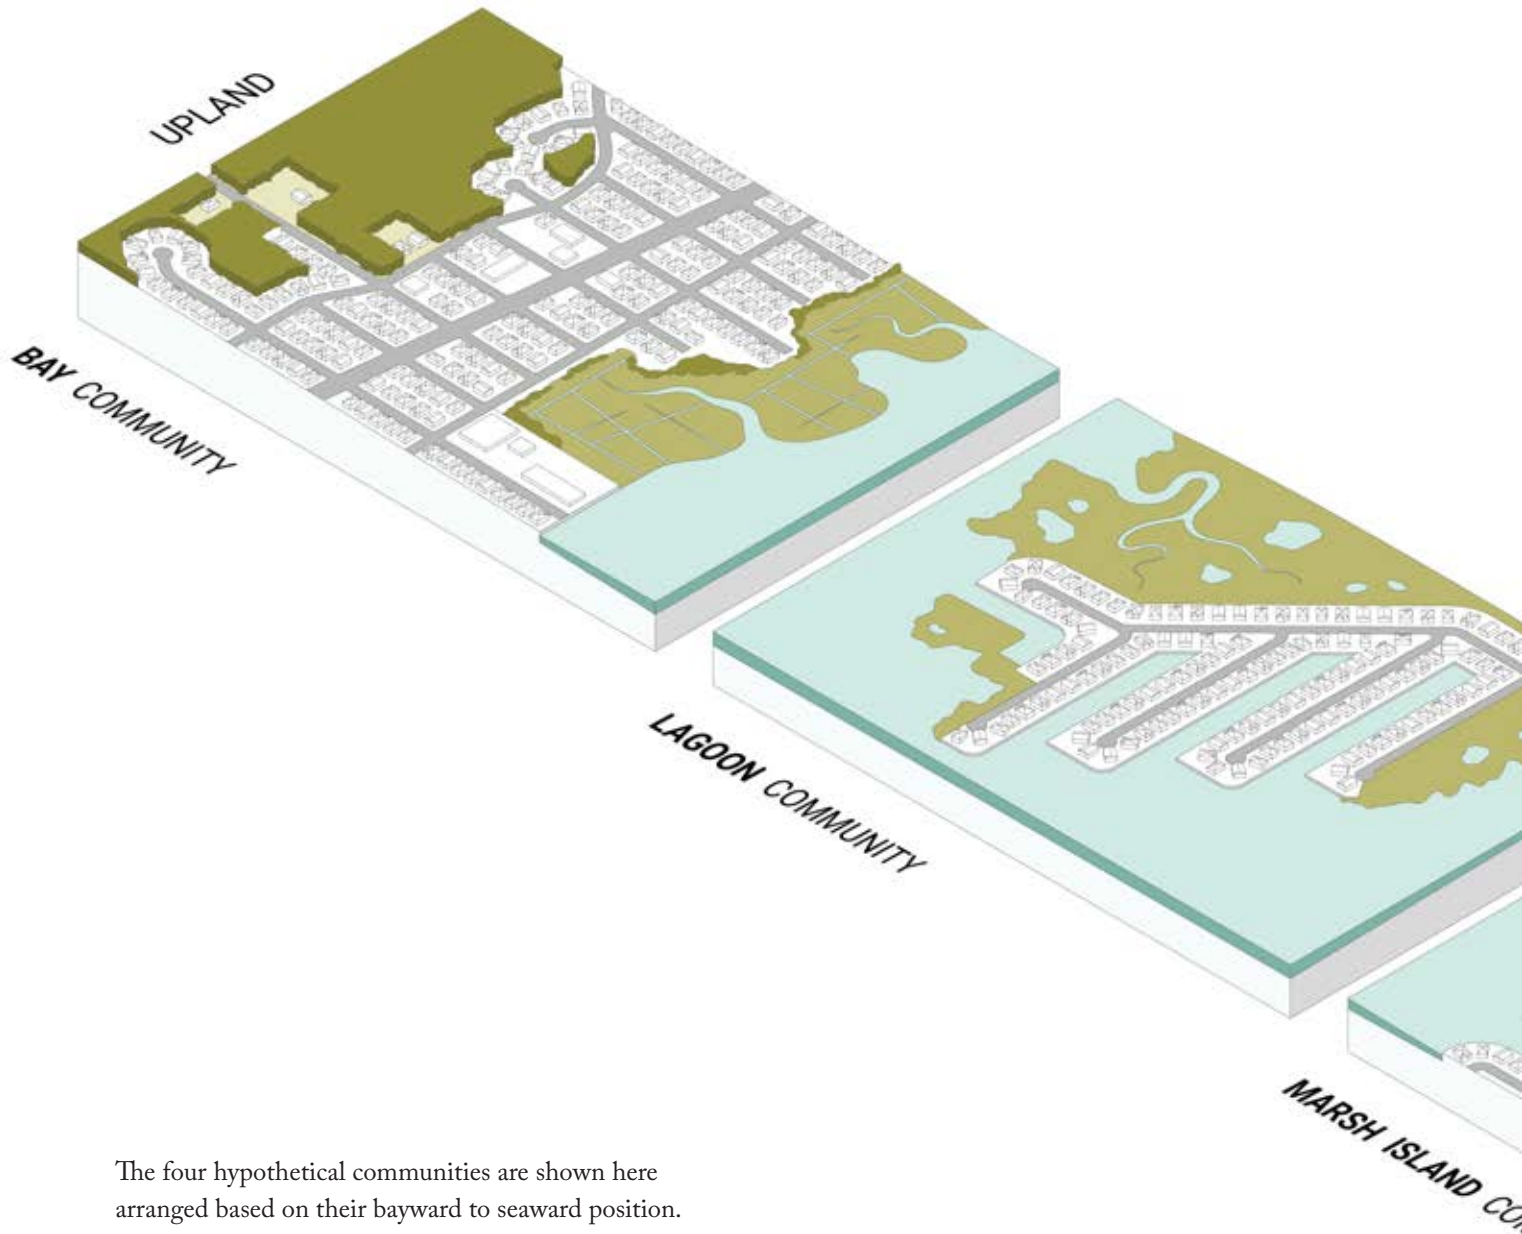 UPLAND
BAY COMMUNITY
LAGOON COMMUNITY
MARSH ISLAND
The four hypothetical communities are shown here
arranged based on their bayward to seaward position.